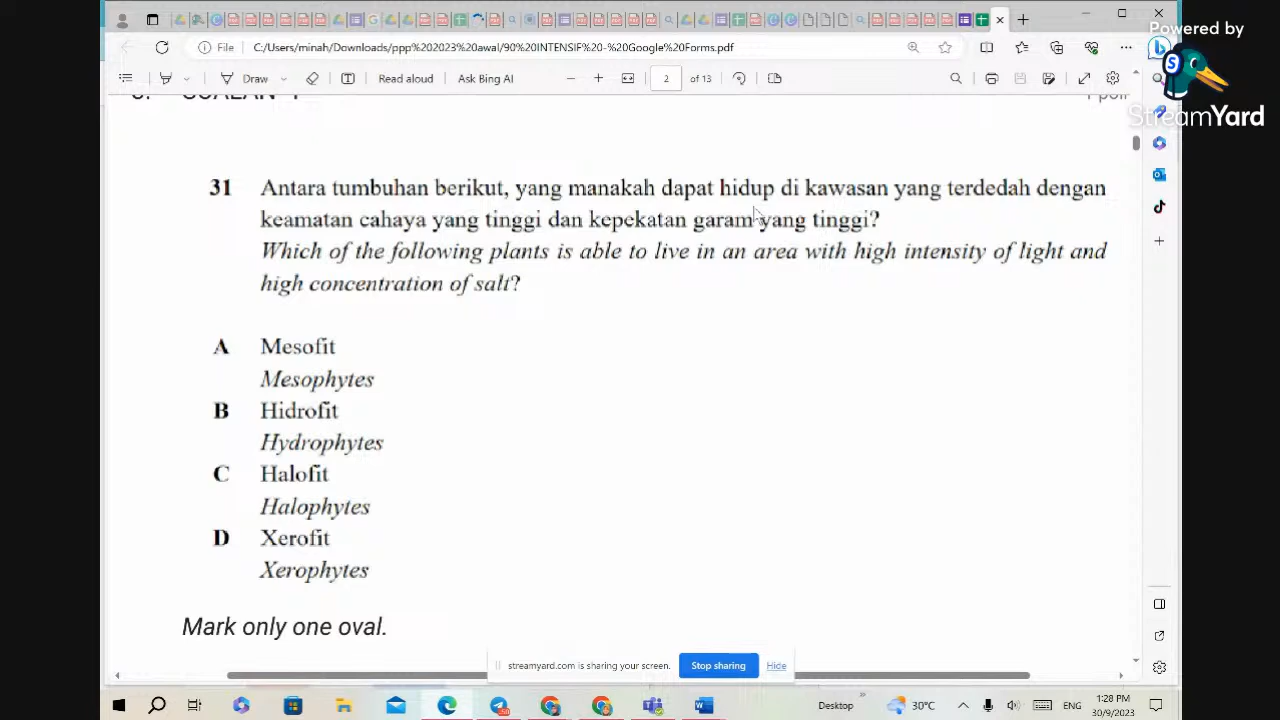 Powered by
StreamYard
File
C:/Users/minah/Downloads/ppp%202023%20awal/90%20INTENSIF%20-%20Google%20Forms.pdf
Draw
Read aloud
Ask Bing AI
2
of 13
31 Antara tumbuhan berikut, yang manakah dapat hidup di kawasan yang terdedah dengan
keamatan cahaya yang tinggi dan kepekatan garam yang tinggi?
Which of the following plants is able to live in an area with high intensity of light and
high concentration of salt?
A Mesofit
Mesophytes
B Hidrofit
Hydrophytes
C Halofit
Halophytes
D Xerofit
Xerophytes
Mark only one oval.
streamyard.com is sharing your screen.
Stop sharing
Hide
Desktop
30°C
1:28 PM
30/9/2023